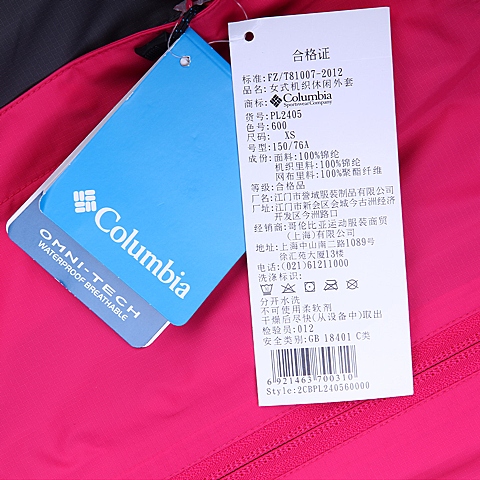 Columbia
OMNI-TECH
WATERPROOF BREATHABLE
合格证
标准:FZ/T81007-2012
品名:女式机织休闲外套
商标: Columbia
Sportswear Company
货号: PL2405
色号:600
尺码: XS
号型:150/76A
成份: 面料:100%锦纶
机织里料:100%锦纶
网布里料:100%聚酯纤维
等级:合格品
厂名:江门市誉域服装制品有限公司
厂址:江门市新会区会城今古洲经济
开发区今洲路口
经销商:哥伦比亚运动服装商贸
(上海)有限公司
地址:上海中山南二路1089号
徐汇苑大厦13楼
电话:(021)61211000
洗涤标识:
分开水洗
不可使用柔软剂
干燥后尽快(从设备中)取出
检验员:012
安全类别:GB 18401 C类
6921463700310
Style:2CBPL240560000